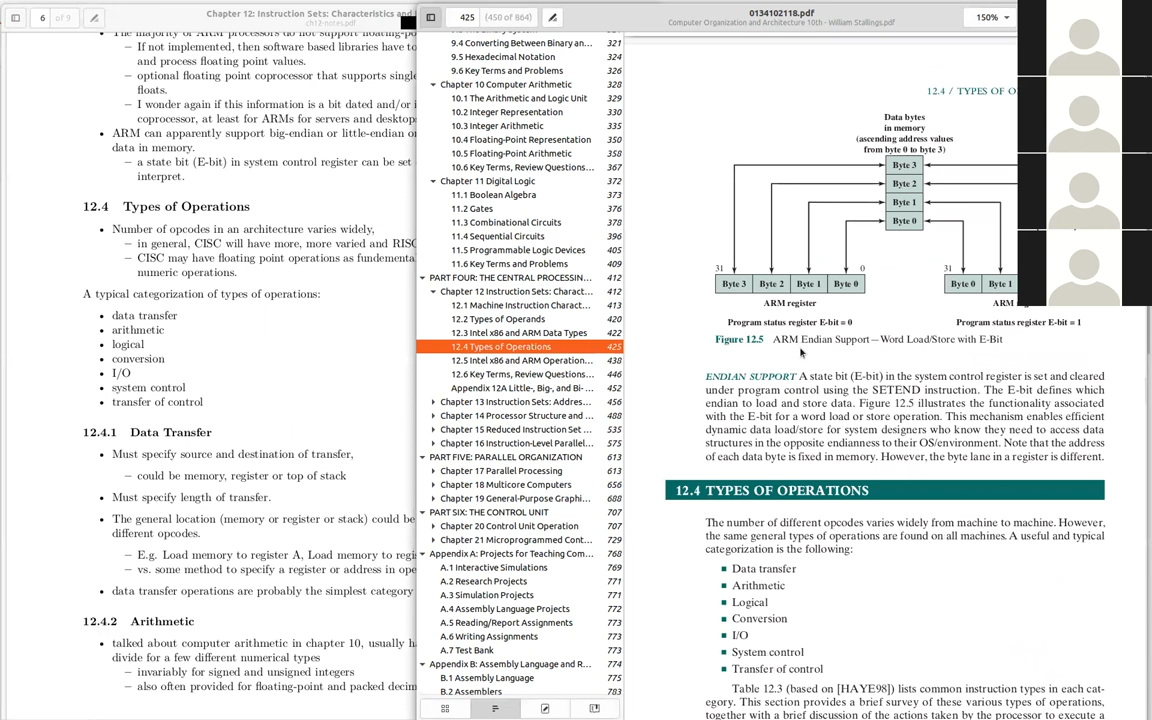 6 of 9
Chapter 12: Instruction Sets: Characteristics and
ch12-notes.pdf
The majority of ARM processors do not support floating-po
– If not implemented, then software based libraries have to
and process floating point values.
– optional floating point coprocessor that supports single
floats.
– I wonder again if this information is a bit dated and/or i
coprocessor, at least for ARMs for servers and desktop
• ARM can apparently support big-endian or little-endian or
data in memory.
– a state bit (E-bit) in system control register can be set
interpret.
12.4 Types of Operations
• Number of opcodes in an architecture varies widely,
– in general, CISC will have more, more varied and RISC
– CISC may have floating point operations as fundamenta
numeric operations.
A typical categorization of types of operations:
• data transfer
• arithmetic
• logical
• conversion
• I/O
• system control
• transfer of control
12.4.1 Data Transfer
• Must specify source and destination of transfer,
– could be memory, register or top of stack
• Must specify length of transfer.
• The general location (memory or register or stack) could be
different opcodes.
– E.g. Load memory to register A, Load memory to regis
– vs. some method to specify a register or address in ope
• data transfer operations are probably the simplest category
12.4.2 Arithmetic
• talked about computer arithmetic in chapter 10, usually ha
divide for a few different numerical types
– invariably for signed and unsigned integers
– also often provided for floating-point and packed decim
425 (450 of 864)
0134102118.pdf
Computer Organization and Architecture 10th - William Stallings.pdf
150%
321
9.4 Converting Between Binary an... 321
9.5 Hexadecimal Notation 324
9.6 Key Terms and Problems 326
Chapter 10 Computer Arithmetic 328
10.1 The Arithmetic and Logic Unit 329
10.2 Integer Representation 330
10.3 Integer Arithmetic 335
10.4 Floating-Point Representation 350
10.5 Floating-Point Arithmetic 358
10.6 Key Terms, Review Questions... 367
Chapter 11 Digital Logic 372
11.1 Boolean Algebra 373
11.2 Gates 376
11.3 Combinational Circuits 378
11.4 Sequential Circuits 396
11.5 Programmable Logic Devices 405
11.6 Key Terms and Problems 409
PART FOUR: THE CENTRAL PROCESSIN... 412
Chapter 12 Instruction Sets: Charact... 412
12.1 Machine Instruction Charact... 413
12.2 Types of Operands 420
12.3 Intel x86 and ARM Data Types 422
12.4 Types of Operations 425
12.5 Intel x86 and ARM Operation... 438
12.6 Key Terms, Review Questions... 446
Appendix 12A Little-, Big-, and Bi-... 452
Chapter 13 Instruction Sets: Addres... 456
Chapter 14 Processor Structure and ... 488
Chapter 15 Reduced Instruction Set ... 535
Chapter 16 Instruction-Level Parallel... 575
PART FIVE: PARALLEL ORGANIZATION 613
Chapter 17 Parallel Processing 613
Chapter 18 Multicore Computers 656
Chapter 19 General-Purpose Graphi... 688
PART SIX: THE CONTROL UNIT 707
Chapter 20 Control Unit Operation 707
Chapter 21 Microprogrammed Cont... 729
Appendix A: Projects for Teaching Com... 768
A.1 Interactive Simulations 769
A.2 Research Projects 771
A.3 Simulation Projects 771
A.4 Assembly Language Projects 772
A.5 Reading/Report Assignments 773
A.6 Writing Assignments 773
A.7 Test Bank 773
Appendix B: Assembly Language and R... 774
B.1 Assembly Language 775
B.2 Assemblers 783
12.4 / TYPES OF O
Data bytes
in memory
(ascending address values
from byte 0 to byte 3)
Byte 3
Byte 2
Byte 1
Byte 0
31 0 31
Byte 3 Byte 2 Byte 1 Byte 0 Byte 0 Byte 1
ARM register ARM
Program status register E-bit = 0 Program status register E-bit = 1
Figure 12.5 ARM Endian Support—Word Load/Store with E-Bit
ENDIAN SUPPORT A state bit (E-bit) in the system control register is set and cleared
under program control using the SETEND instruction. The E-bit defines which
endian to load and store data. Figure 12.5 illustrates the functionality associated
with the E-bit for a word load or store operation. This mechanism enables efficient
dynamic data load/store for system designers who know they need to access data
structures in the opposite endianness to their OS/environment. Note that the address
of each data byte is fixed in memory. However, the byte lane in a register is different.
12.4 TYPES OF OPERATIONS
The number of different opcodes varies widely from machine to machine. However,
the same general types of operations are found on all machines. A useful and typical
categorization is the following:
■ Data transfer
■ Arithmetic
■ Logical
■ Conversion
■ I/O
■ System control
■ Transfer of control
Table 12.3 (based on [HAYE98]) lists common instruction types in each cat-
egory. This section provides a brief survey of these various types of operations,
together with a brief discussion of the actions taken by the processor to execute a